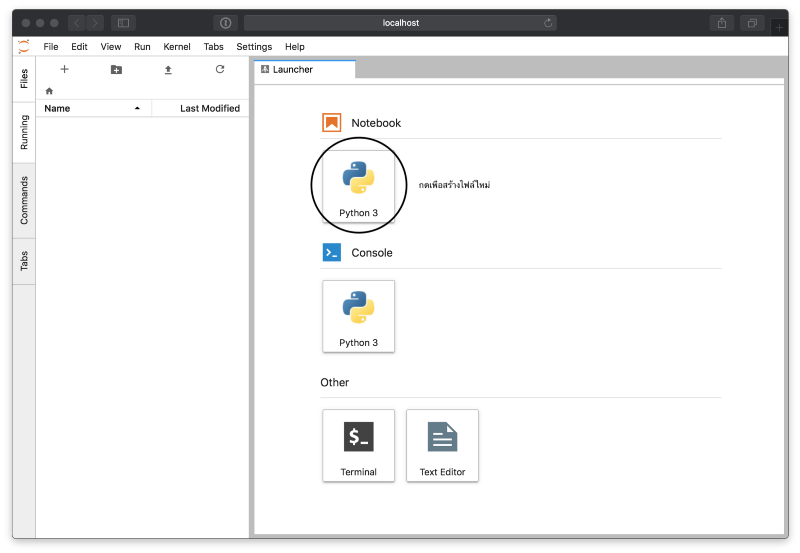 localhost
File Edit View Run Kernel Tabs Settings Help
Files
Running
Commands
Tabs
Name Last Modified
Launcher
Notebook
Python 3
กดเพื่อสร้างไฟล์ใหม่
Console
Python 3
Other
$_
Terminal
Text Editor